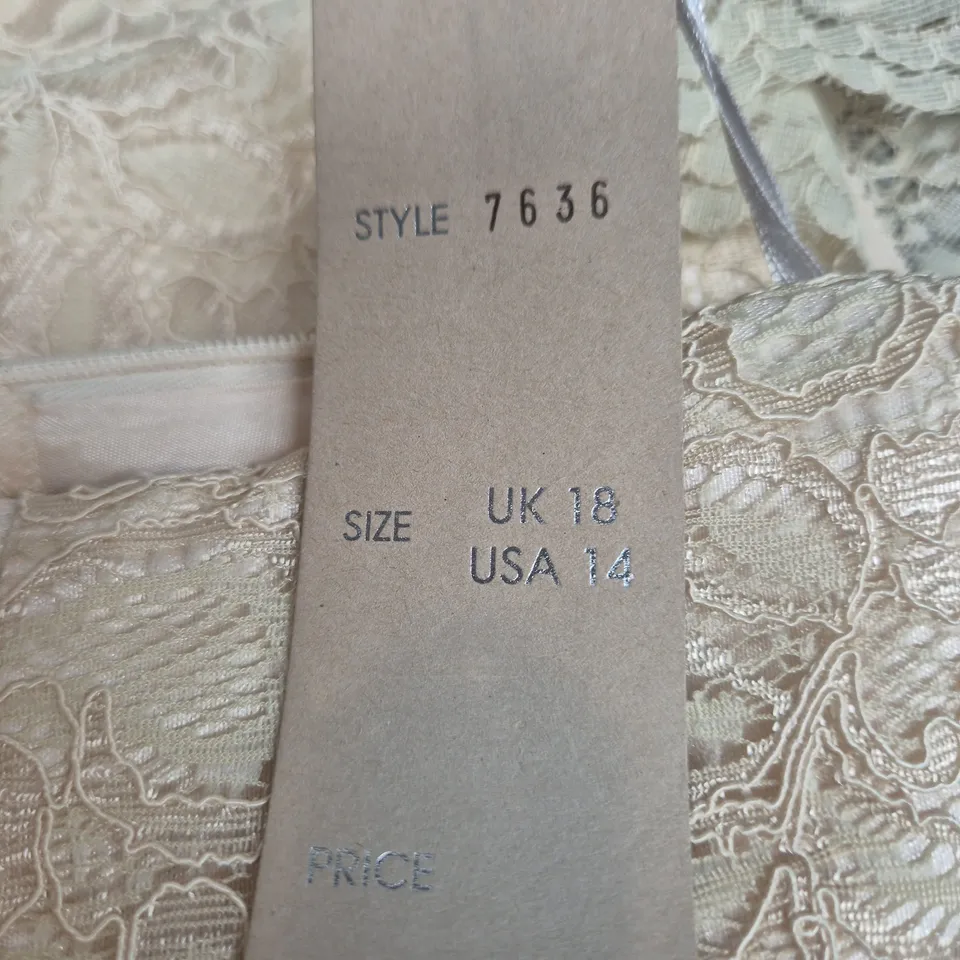 STYLE 7636
SIZE UK 18
USA 14
PRICE